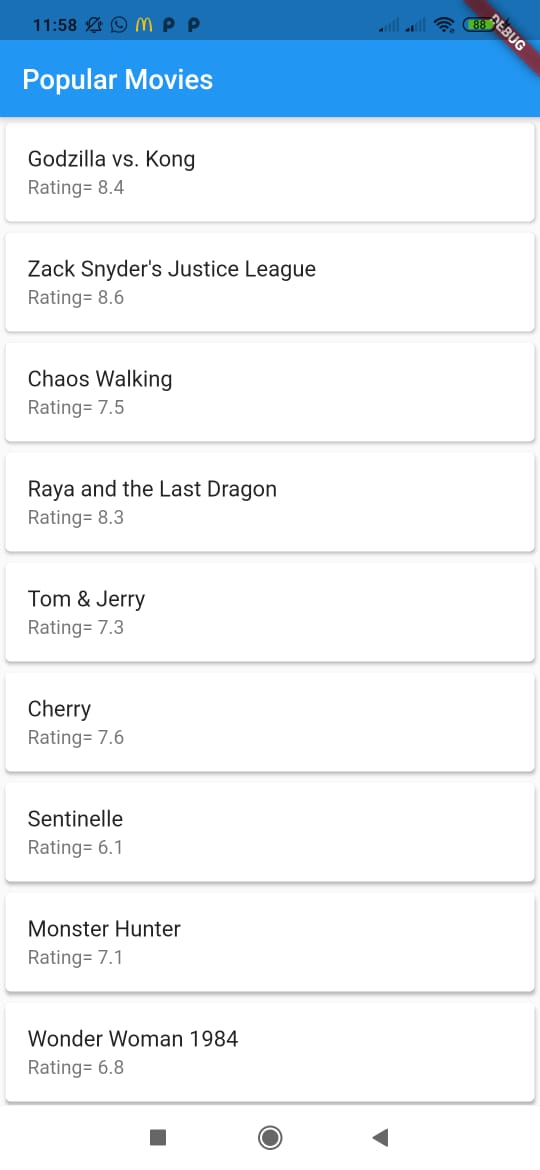 11:58
88
DEBUG
Popular Movies
Godzilla vs. Kong
Rating= 8.4
Zack Snyder's Justice League
Rating= 8.6
Chaos Walking
Rating= 7.5
Raya and the Last Dragon
Rating= 8.3
Tom & Jerry
Rating= 7.3
Cherry
Rating= 7.6
Sentinelle
Rating= 6.1
Monster Hunter
Rating= 7.1
Wonder Woman 1984
Rating= 6.8